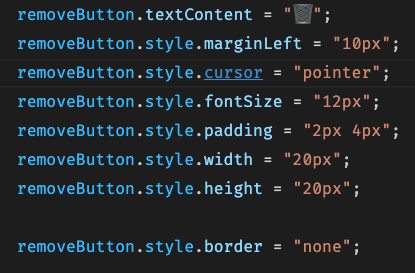 removeButton.textContent = "🗑️";
removeButton.style.marginLeft = "10px";
removeButton.style.cursor = "pointer";
removeButton.style.fontSize = "12px";
removeButton.style.padding = "2px 4px";
removeButton.style.width = "20px";
removeButton.style.height = "20px";
removeButton.style.border = "none";